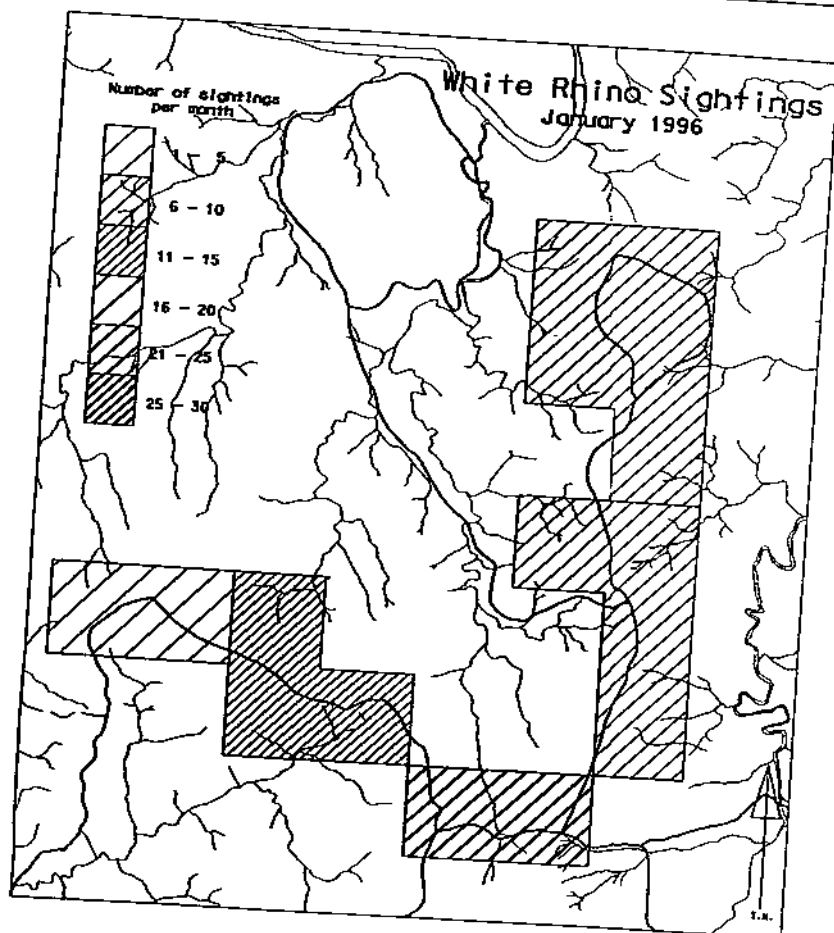 White Rhino Sightings
January 1996
Number of sightings
per month
1 - 5
6 - 10
11 - 15
16 - 20
21 - 25
25 - 30
T.N.